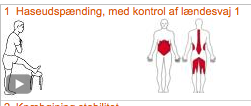 1 Haseudspænding, med kontrol af lændesvaj 1